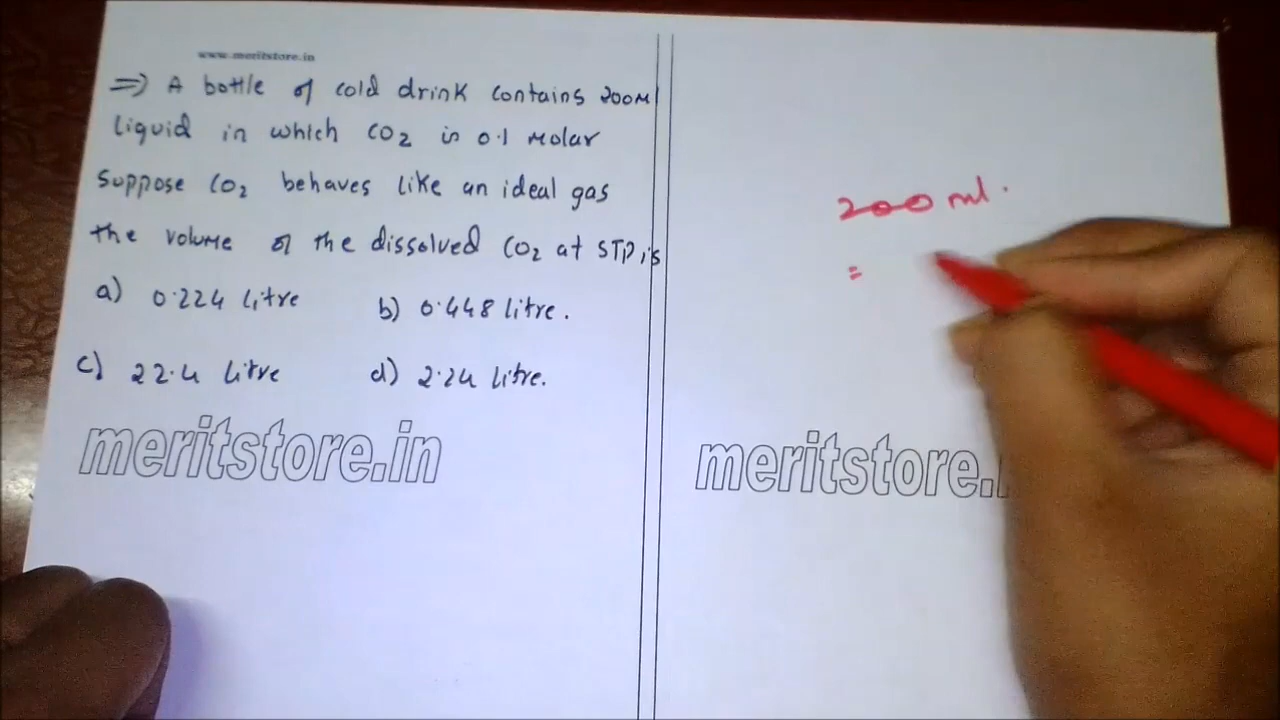 www.meritstore.in
=> A bottle of cold drink contains 200ml
liquid in which CO2 is 0.1 Molar
suppose CO2 behaves like an ideal gas
the volume of the dissolved CO2 at STP, is
a) 0.224 Litre b) 0.448 litre.
c) 22.4 Litre d) 2.24 litre.
meritstore.in
200 ml.
=
meritstore.